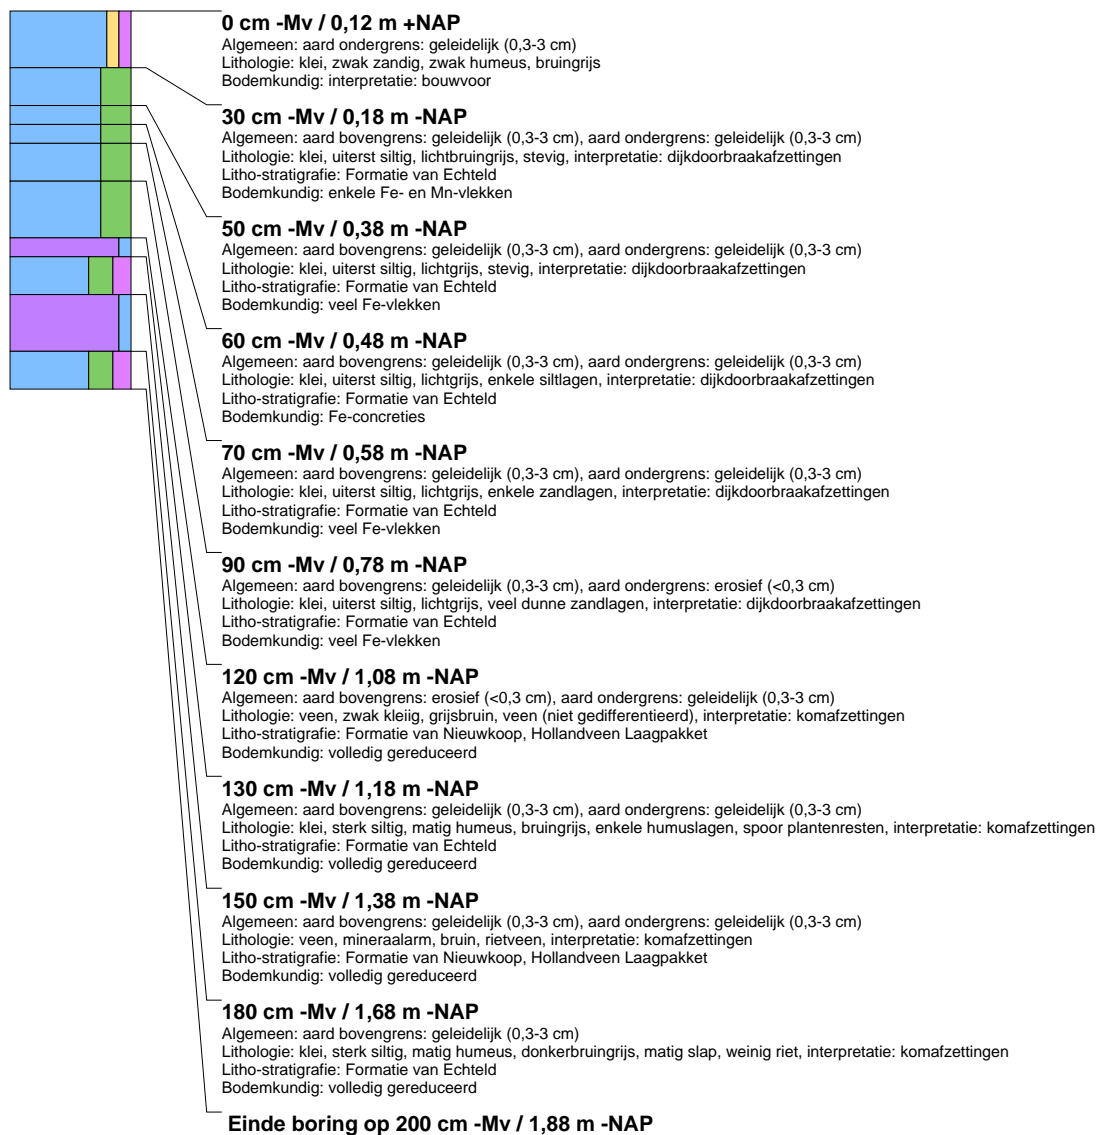 0 cm -Mv / 0,12 m +NAP
Algemeen: aard ondergrens: geleidelijk (0,3-3 cm)
Lithologie: klei, zwak zandig, zwak humeus, bruingrijs
Bodemkundig: interpretatie: bouwvoor
30 cm -Mv / 0,18 m -NAP
Algemeen: aard bovengrens: geleidelijk (0,3-3 cm), aard ondergrens: geleidelijk (0,3-3 cm)
Lithologie: klei, uiterst siltig, lichtbruingrijs, stevig, interpretatie: dijkdoorbraakafzettingen
Litho-stratigrafie: Formatie van Echteld
Bodemkundig: enkele Fe- en Mn-vlekken
50 cm -Mv / 0,38 m -NAP
Algemeen: aard bovengrens: geleidelijk (0,3-3 cm), aard ondergrens: geleidelijk (0,3-3 cm)
Lithologie: klei, uiterst siltig, lichtgrijs, stevig, interpretatie: dijkdoorbraakafzettingen
Litho-stratigrafie: Formatie van Echteld
Bodemkundig: veel Fe-vlekken
60 cm -Mv / 0,48 m -NAP
Algemeen: aard bovengrens: geleidelijk (0,3-3 cm), aard ondergrens: geleidelijk (0,3-3 cm)
Lithologie: klei, uiterst siltig, lichtgrijs, enkele siltlagen, interpretatie: dijkdoorbraakafzettingen
Litho-stratigrafie: Formatie van Echteld
Bodemkundig: Fe-concreties
70 cm -Mv / 0,58 m -NAP
Algemeen: aard bovengrens: geleidelijk (0,3-3 cm), aard ondergrens: geleidelijk (0,3-3 cm)
Lithologie: klei, uiterst siltig, lichtgrijs, enkele zandlagen, interpretatie: dijkdoorbraakafzettingen
Litho-stratigrafie: Formatie van Echteld
Bodemkundig: veel Fe-vlekken
90 cm -Mv / 0,78 m -NAP
Algemeen: aard bovengrens: geleidelijk (0,3-3 cm), aard ondergrens: erosief (<0,3 cm)
Lithologie: klei, uiterst siltig, lichtgrijs, veel dunne zandlagen, interpretatie: dijkdoorbraakafzettingen
Litho-stratigrafie: Formatie van Echteld
Bodemkundig: veel Fe-vlekken
120 cm -Mv / 1,08 m -NAP
Algemeen: aard bovengrens: erosief (<0,3 cm), aard ondergrens: geleidelijk (0,3-3 cm)
Lithologie: veen, zwak kleiig, grijsbruin, veen (niet gedifferentieerd), interpretatie: komafzettingen
Litho-stratigrafie: Formatie van Nieuwkoop, Hollandveen Laagpakket
Bodemkundig: volledig gereduceerd
130 cm -Mv / 1,18 m -NAP
Algemeen: aard bovengrens: geleidelijk (0,3-3 cm), aard ondergrens: geleidelijk (0,3-3 cm)
Lithologie: klei, sterk siltig, matig humeus, bruingrijs, enkele humuslagen, spoor plantenresten, interpretatie: komafzettingen
Litho-stratigrafie: Formatie van Echteld
Bodemkundig: volledig gereduceerd
150 cm -Mv / 1,38 m -NAP
Algemeen: aard bovengrens: geleidelijk (0,3-3 cm), aard ondergrens: geleidelijk (0,3-3 cm)
Lithologie: veen, mineraalarm, bruin, rietveen, interpretatie: komafzettingen
Litho-stratigrafie: Formatie van Nieuwkoop, Hollandveen Laagpakket
Bodemkundig: volledig gereduceerd
180 cm -Mv / 1,68 m -NAP
Algemeen: aard bovengrens: geleidelijk (0,3-3 cm)
Lithologie: klei, sterk siltig, matig humeus, donkerbruingrijs, matig slap, weinig riet, interpretatie: komafzettingen
Litho-stratigrafie: Formatie van Echteld
Bodemkundig: volledig gereduceerd
Einde boring op 200 cm -Mv / 1,88 m -NAP